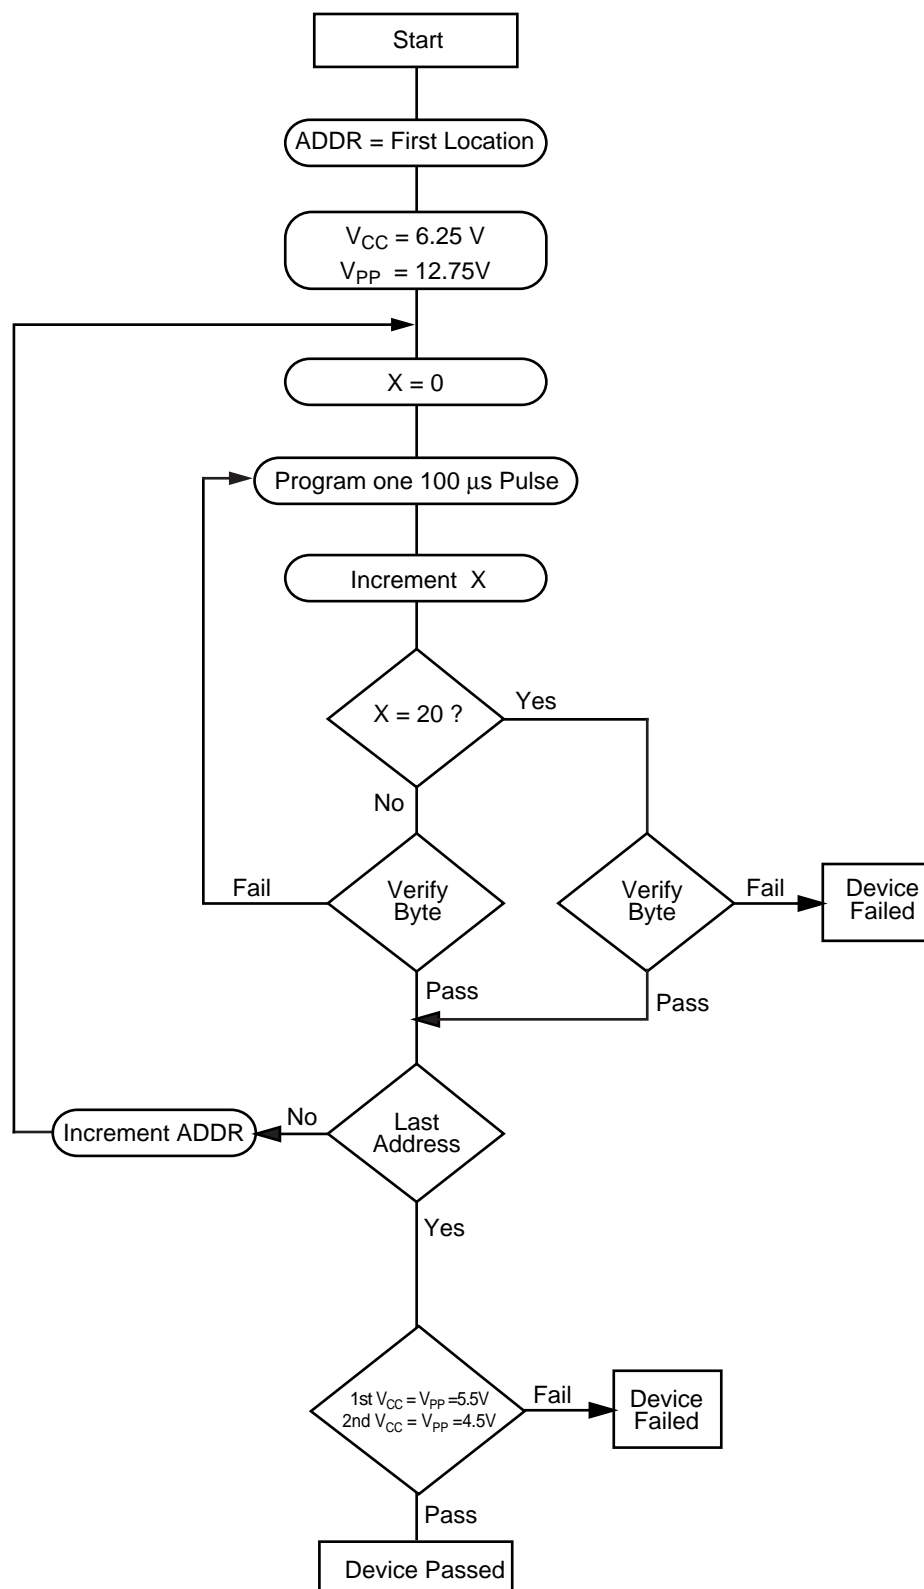 Start
ADDR = First Location
VCC = 6.25 V
VPP = 12.75V
X = 0
Program one 100 μs Pulse
Increment X
X = 20 ?
Yes
No
Fail
Verify
Byte
Verify
Byte
Fail
Device
Failed
Pass
Pass
Increment ADDR
No
Last
Address
Yes
1st VCC = VPP =5.5V
2nd VCC = VPP =4.5V
Fail
Device
Failed
Pass
Device Passed